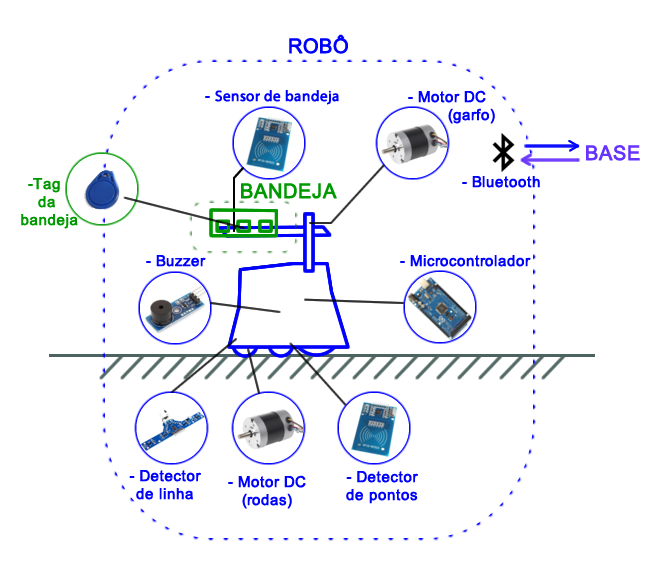 ROBÔ
- Sensor de bandeja
- Motor DC
(garfo)
BASE
- Bluetooth
-Tag
da
bandeja
BANDEJA
- Buzzer
- Microcontrolador
- Detector
de linha
- Motor DC
(rodas)
- Detector
de pontos